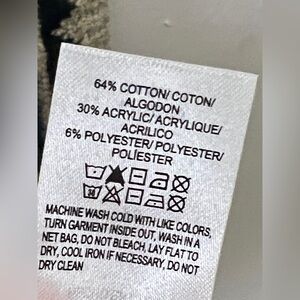 64% COTTON/ COTON/
ALGODON
30% ACRYLIC/ ACRYLIQUE/
ACRILICO
6% POLYESTER/ POLYESTER/
POLIESTER
MACHINE WASH COLD WITH LIKE COLORS,
TURN GARMENT INSIDE OUT, WASH IN A
NET BAG, DO NOT BLEACH, LAY FLAT TO
DRY, COOL IRON IF NECESSARY, DO NOT
DRY CLEAN